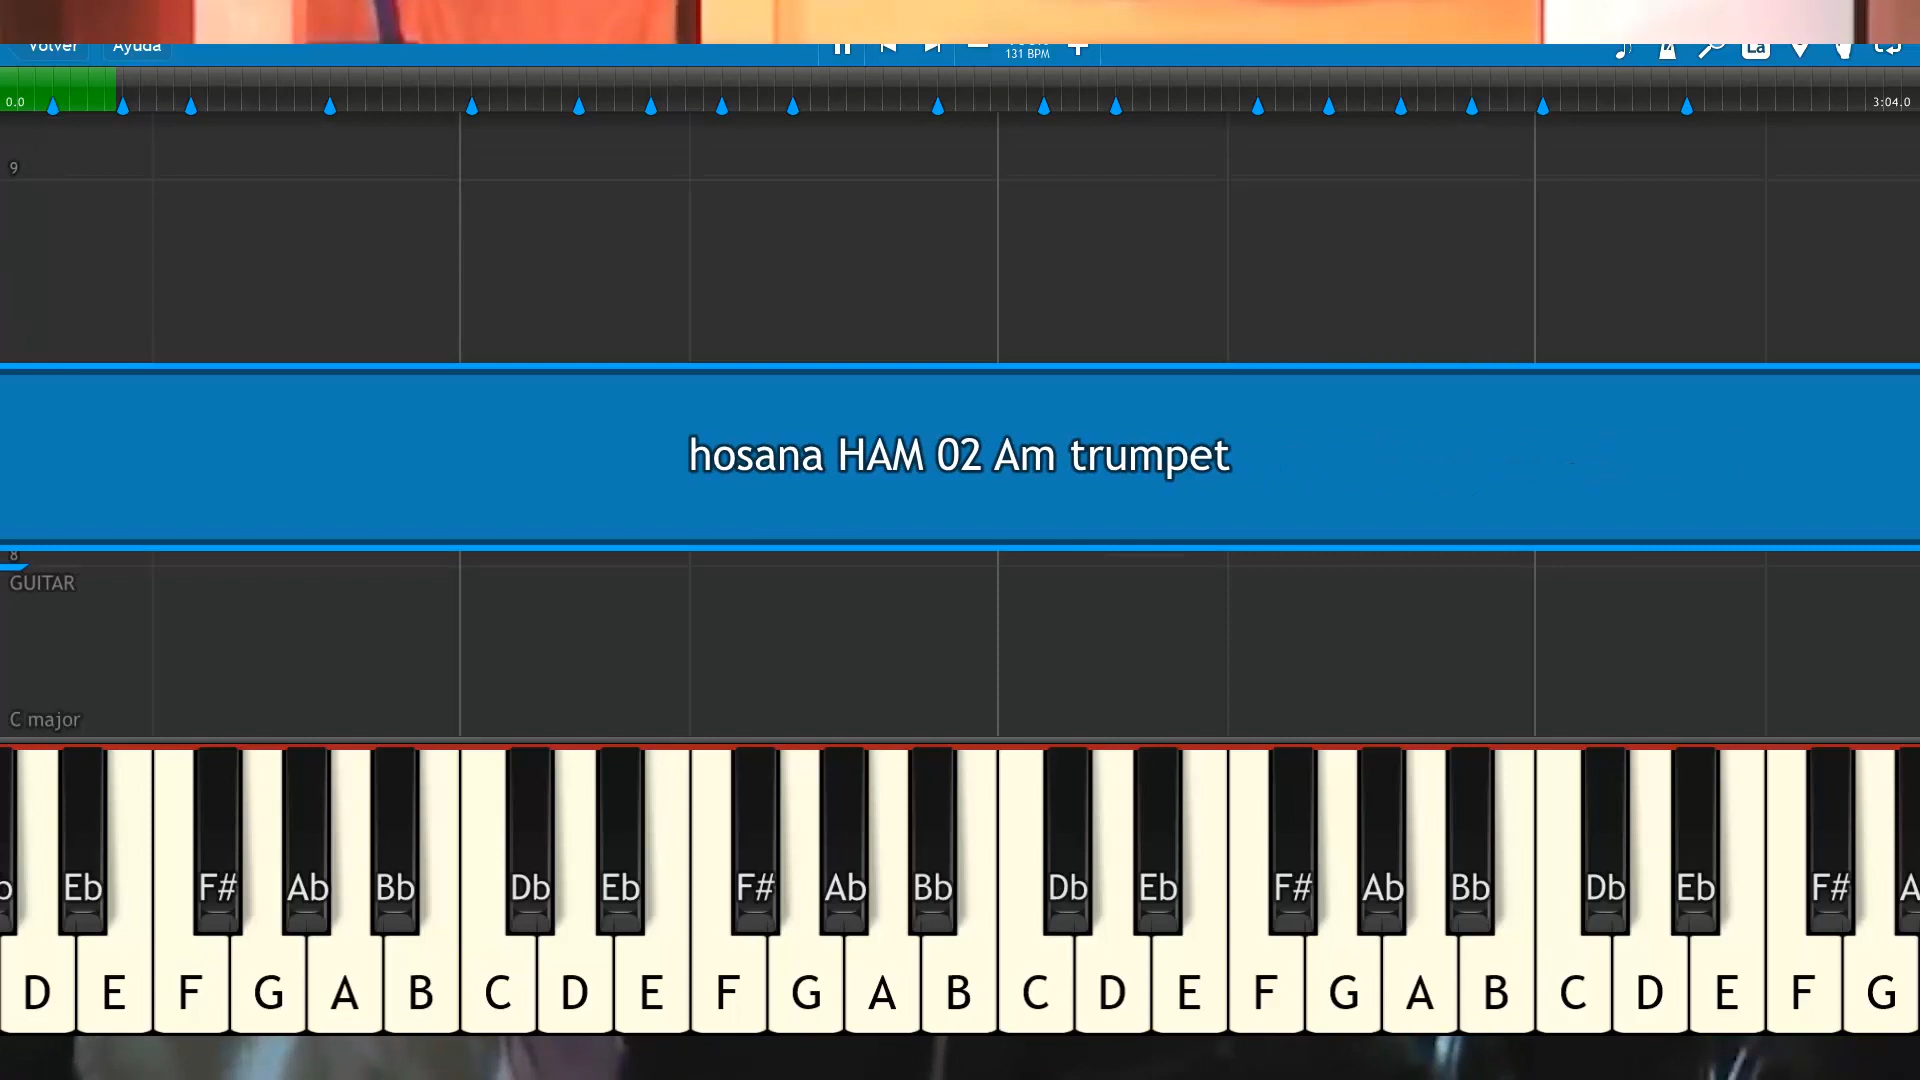 Volver Ayuda
131 BPM
La
0.0 3:04.0
9
hosana HAM 02 Am trumpet
8
GUITAR
C major
Eb F# Ab Bb Db Eb F# Ab Bb Db Eb F# Ab Bb Db Eb F# A
D E F G A B C D E F G A B C D E F G A B C D E F G